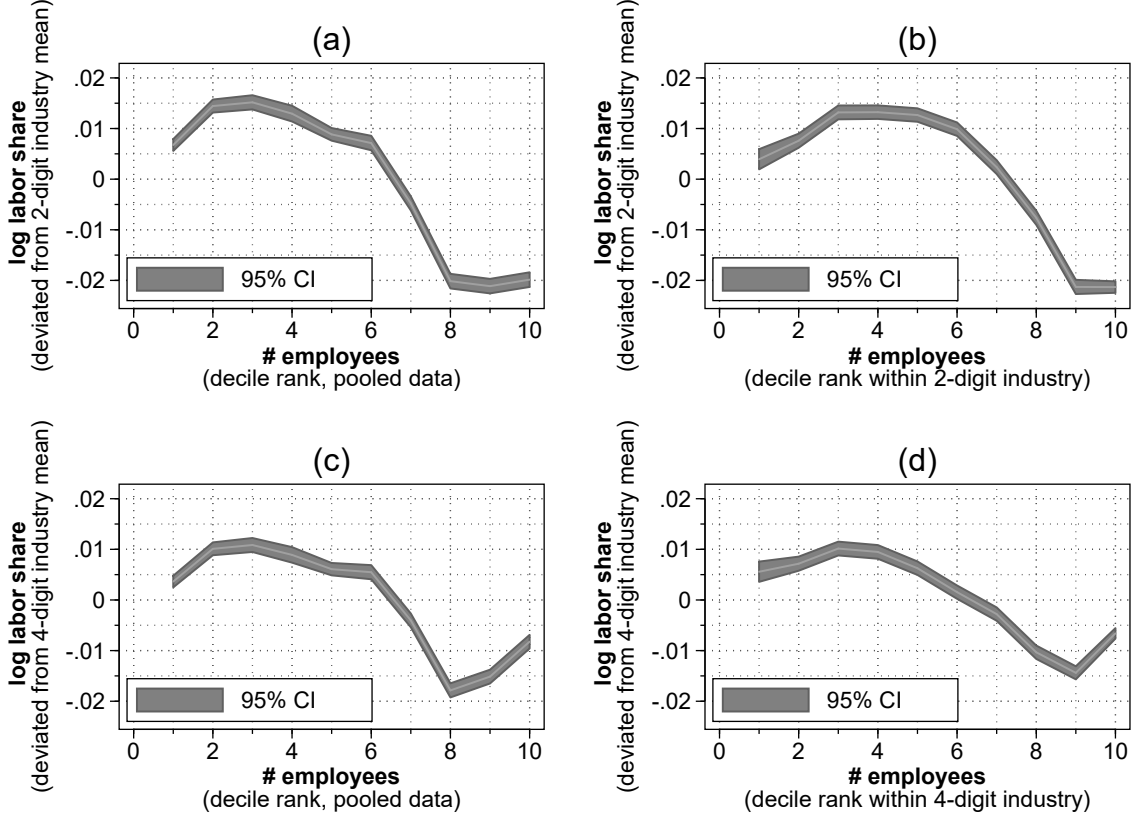 (a)
log labor share
(deviated from 2-digit industry mean)
.02
.01
0
-.01
-.02
95% CI
0 2 4 6 8 10
# employees
(decile rank, pooled data)
(b)
log labor share
(deviated from 2-digit industry mean)
.02
.01
0
-.01
-.02
95% CI
0 2 4 6 8 10
# employees
(decile rank within 2-digit industry)
(c)
log labor share
(deviated from 4-digit industry mean)
.02
.01
0
-.01
-.02
95% CI
0 2 4 6 8 10
# employees
(decile rank, pooled data)
(d)
log labor share
(deviated from 4-digit industry mean)
.02
.01
0
-.01
-.02
95% CI
0 2 4 6 8 10
# employees
(decile rank within 4-digit industry)